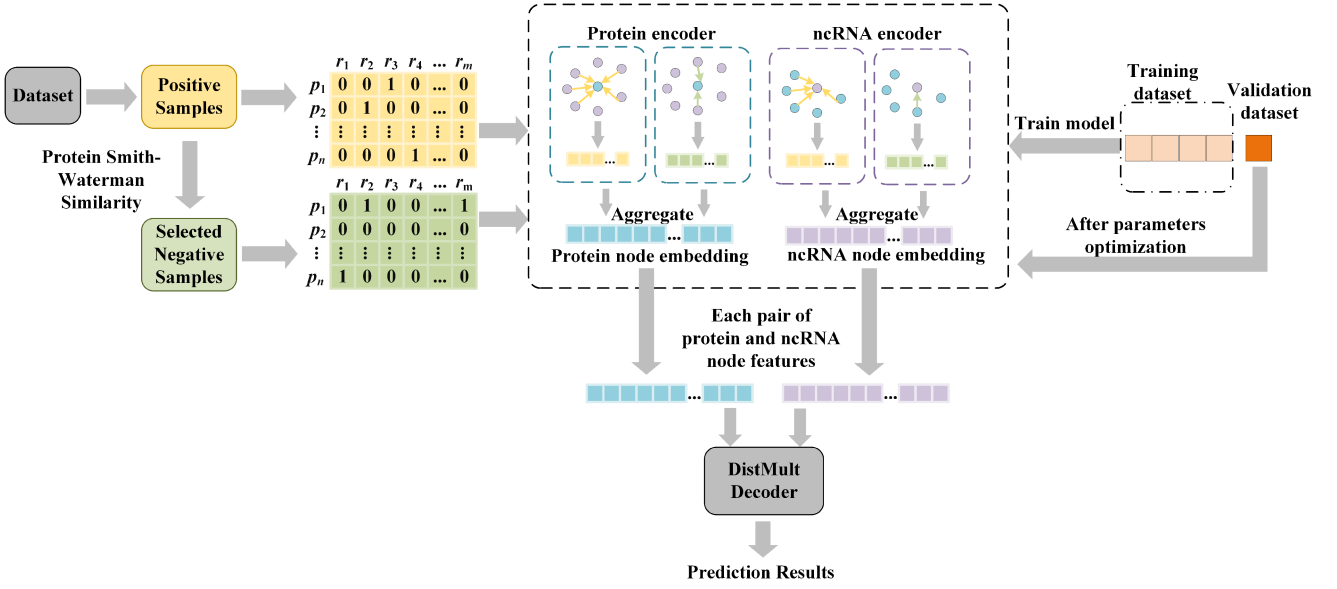 Dataset
Positive
Samples
Protein Smith-
Waterman
Similarity
Selected
Negative
Samples
r1 r2 r3 r4 ... rm
p1 0 0 1 0 ... 0
p2 0 1 0 0 ... 0
⋮ ⋮ ⋮ ⋮ ⋮ ⋮ ⋮
pn 0 0 0 1 ... 0
r1 r2 r3 r4 ... rm
p1 0 1 0 0 ... 1
p2 0 0 0 0 ... 0
⋮ ⋮ ⋮ ⋮ ⋮ ⋮ ⋮
pn 1 0 0 0 ... 0
Protein encoder
ncRNA encoder
...
...
...
...
Aggregate
Aggregate
...
...
Protein node embedding
ncRNA node embedding
Training
dataset
Validation
dataset
Train model
After parameters
optimization
Each pair of
protein and ncRNA
node features
...
...
DistMult
Decoder
Prediction Results